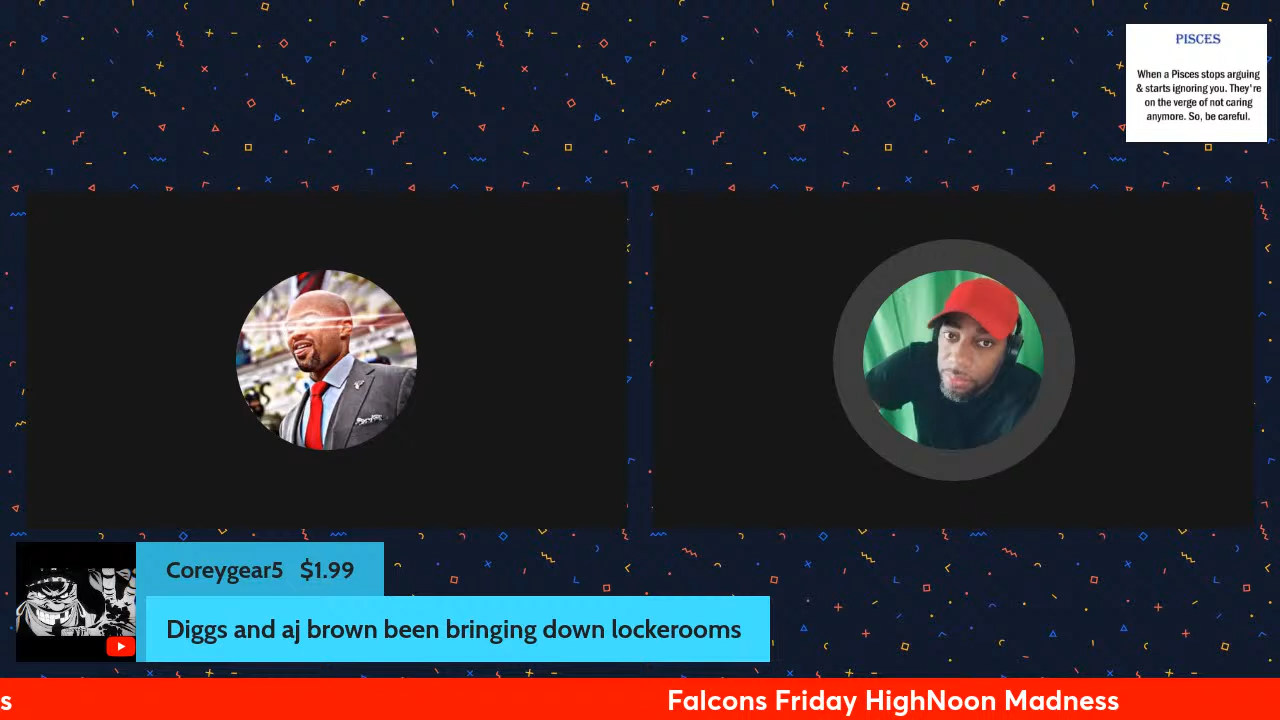 PISCES
When a Pisces stops arguing
& starts ignoring you. They're
on the verge of not caring
anymore. So, be careful.
Coreygear5 $1.99
Diggs and aj brown been bringing down lockerooms
s
Falcons Friday HighNoon Madness